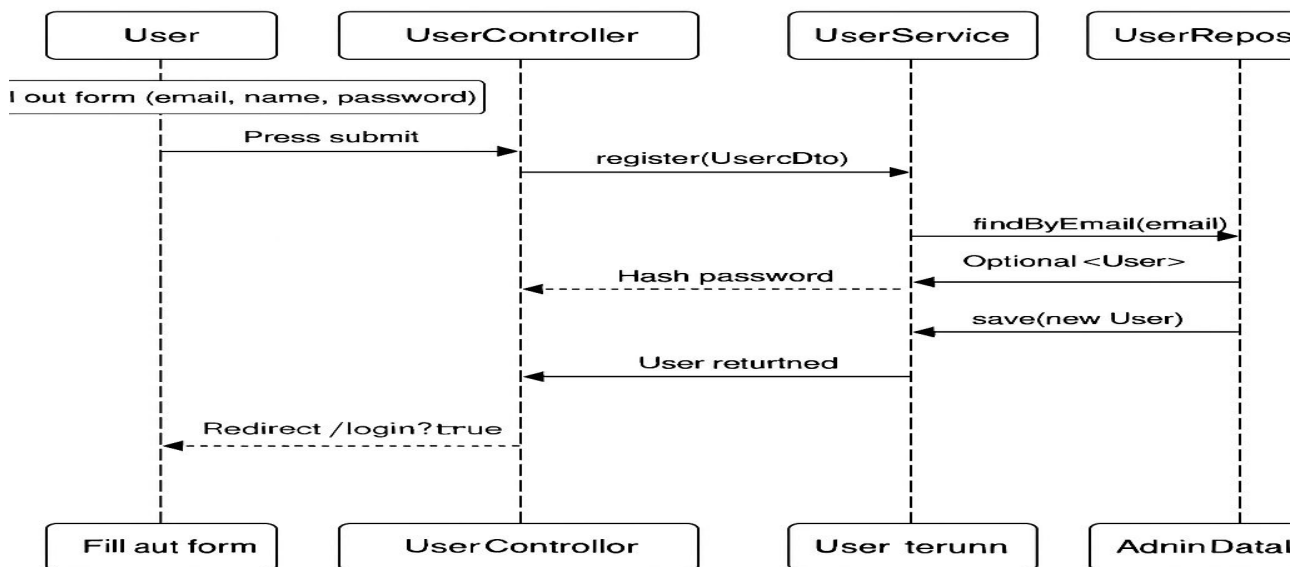 User
UserController
UserService
UserRepos
l out form (email, name, password)
Press submit
register(UsercDto)
findByEmail(email)
Optional <User>
Hash password
save(new User)
User returtned
Redirect /login?true
Fill aut form
UserControllor
User terunn
AdninDatal